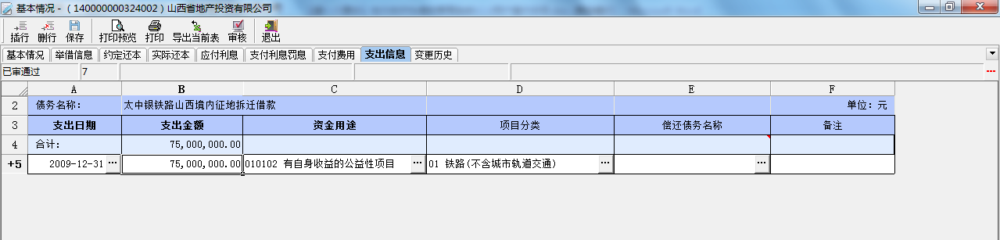 基本情况 - （140000000324002）山西省地产投资有限公司
插行 删行 保存 打印预览 打印 导出当前表 审核 退出
基本情况 举借信息 约定还本 实际还本 应付利息 支付利息罚息 支付费用 支出信息 变更历史
已审通过 7
A B C D E F
2 债务名称： 太中银铁路山西境内征地拆迁借款 单位：元
3 支出日期 支出金额 资金用途 项目分类 偿还债务名称 备注
4 合计： 75,000,000.00
+5 2009-12-31 ... 75,000,000.00 010102 有自身收益的公益性项目 ... 01 铁路(不含城市轨道交通) ... ...